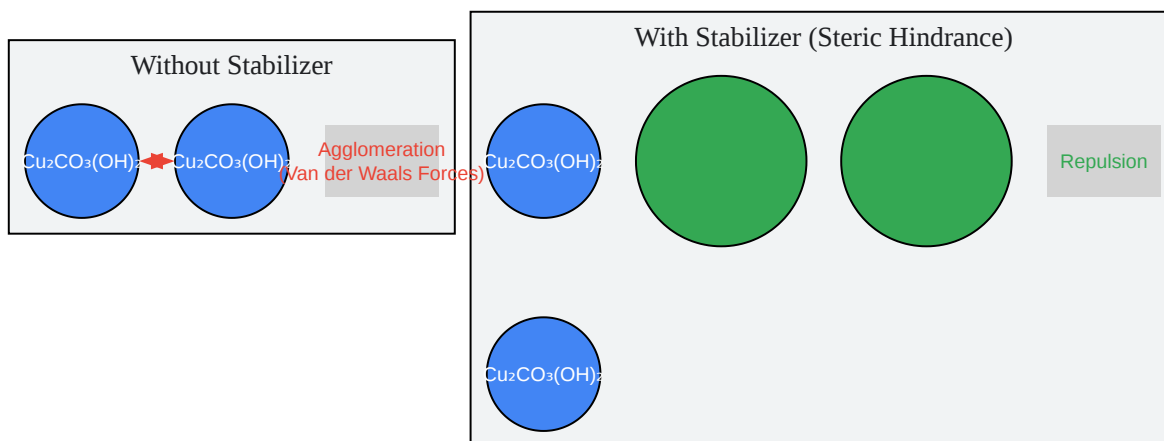 Without Stabilizer
Cu₂CO₃(OH)₂
Cu₂CO₃(OH)₂
Agglomeration
(Van der Waals Forces)
With Stabilizer (Steric Hindrance)
Cu₂CO₃(OH)₂
Repulsion
Cu₂CO₃(OH)₂